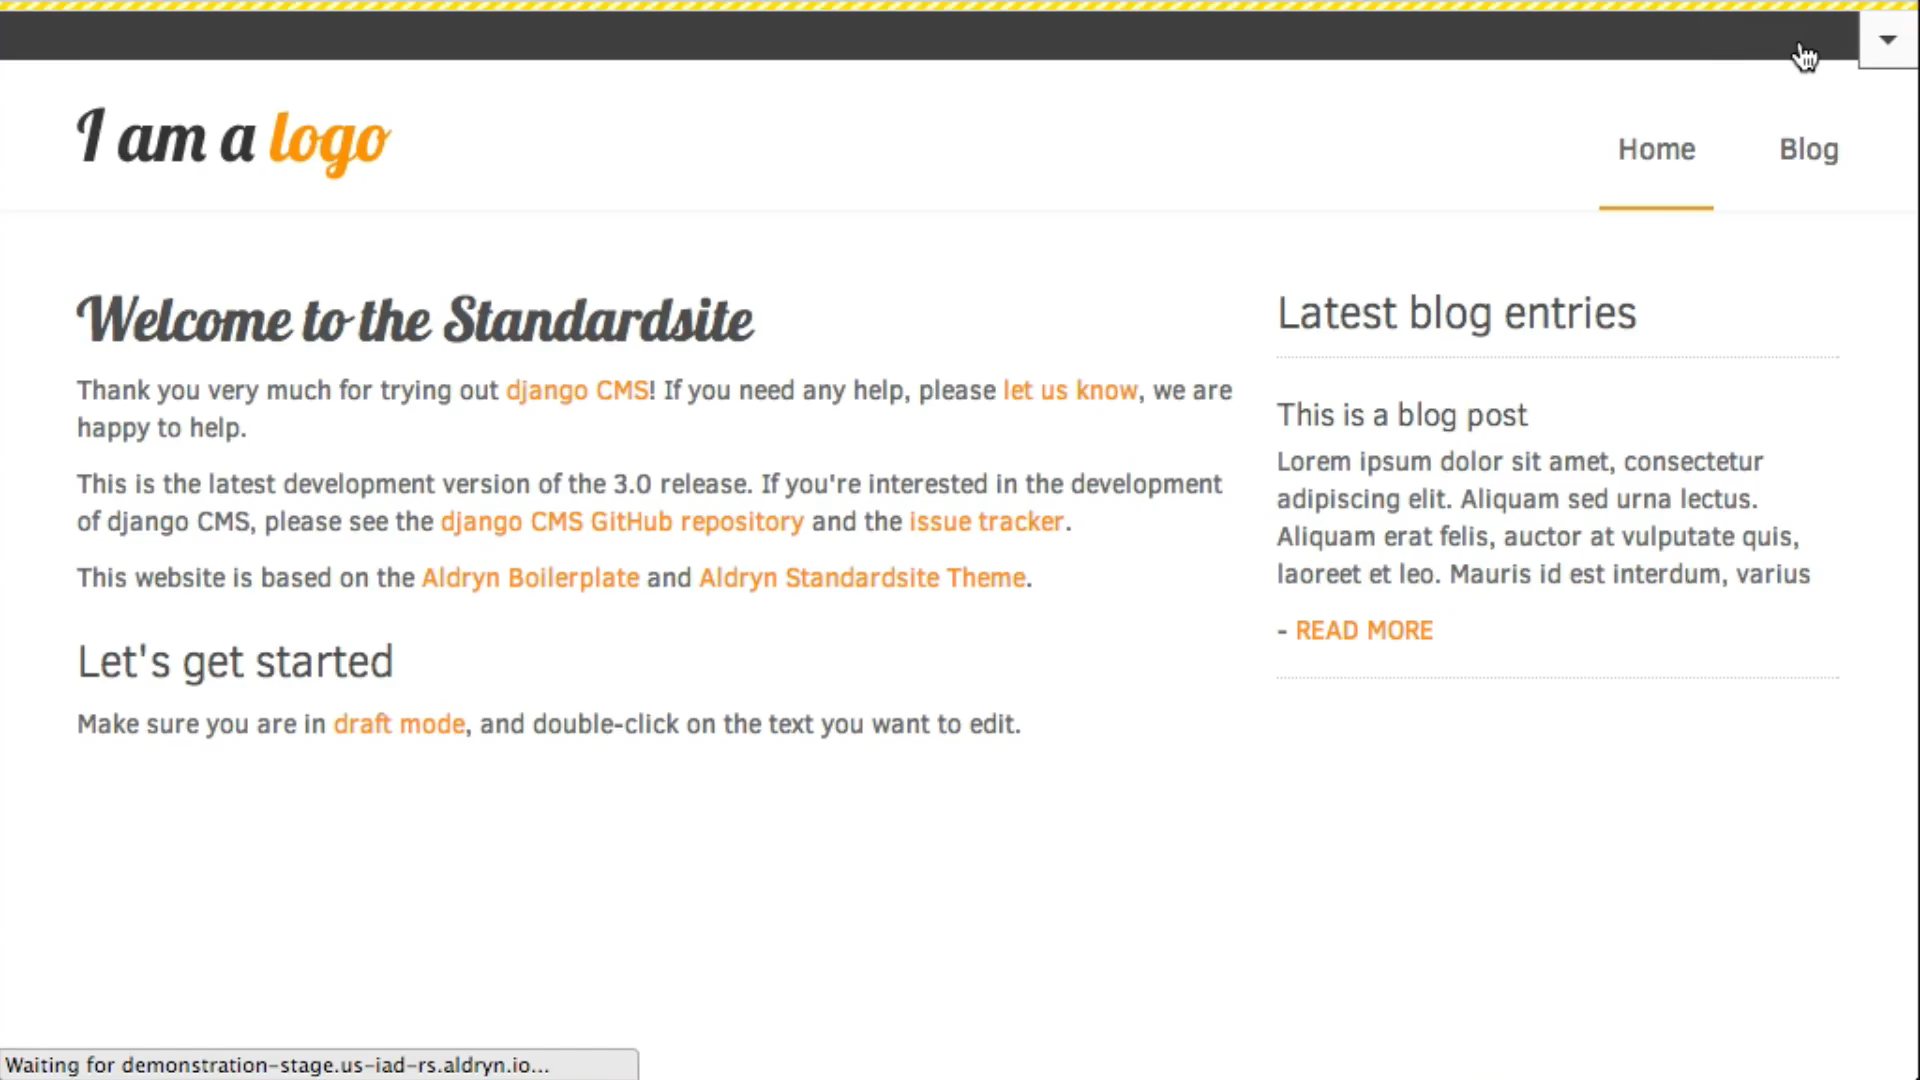 I am a logo
Home
Blog
Welcome to the Standardsite
Thank you very much for trying out django CMS! If you need any help, please let us know, we are
happy to help.
This is the latest development version of the 3.0 release. If you're interested in the development
of django CMS, please see the django CMS GitHub repository and the issue tracker.
This website is based on the Aldryn Boilerplate and Aldryn Standardsite Theme.
Let's get started
Make sure you are in draft mode, and double-click on the text you want to edit.
Latest blog entries
This is a blog post
Lorem ipsum dolor sit amet, consectetur
adipiscing elit. Aliquam sed urna lectus.
Aliquam erat felis, auctor at vulputate quis,
laoreet et leo. Mauris id est interdum, varius
- READ MORE
Waiting for demonstration-stage.us-iad-rs.aldryn.io...